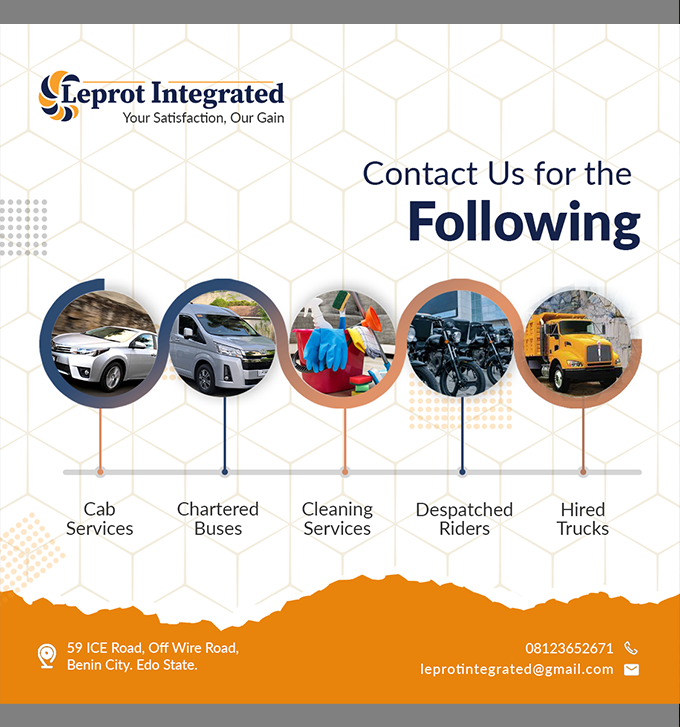 Leprot Integrated
Your Satisfaction, Our Gain
Contact Us for the
Following
Cab
Services
Chartered
Buses
Cleaning
Services
Despatched
Riders
Hired
Trucks
59 ICE Road, Off Wire Road,
Benin City. Edo State.
08123652671
leprotintegrated@gmail.com